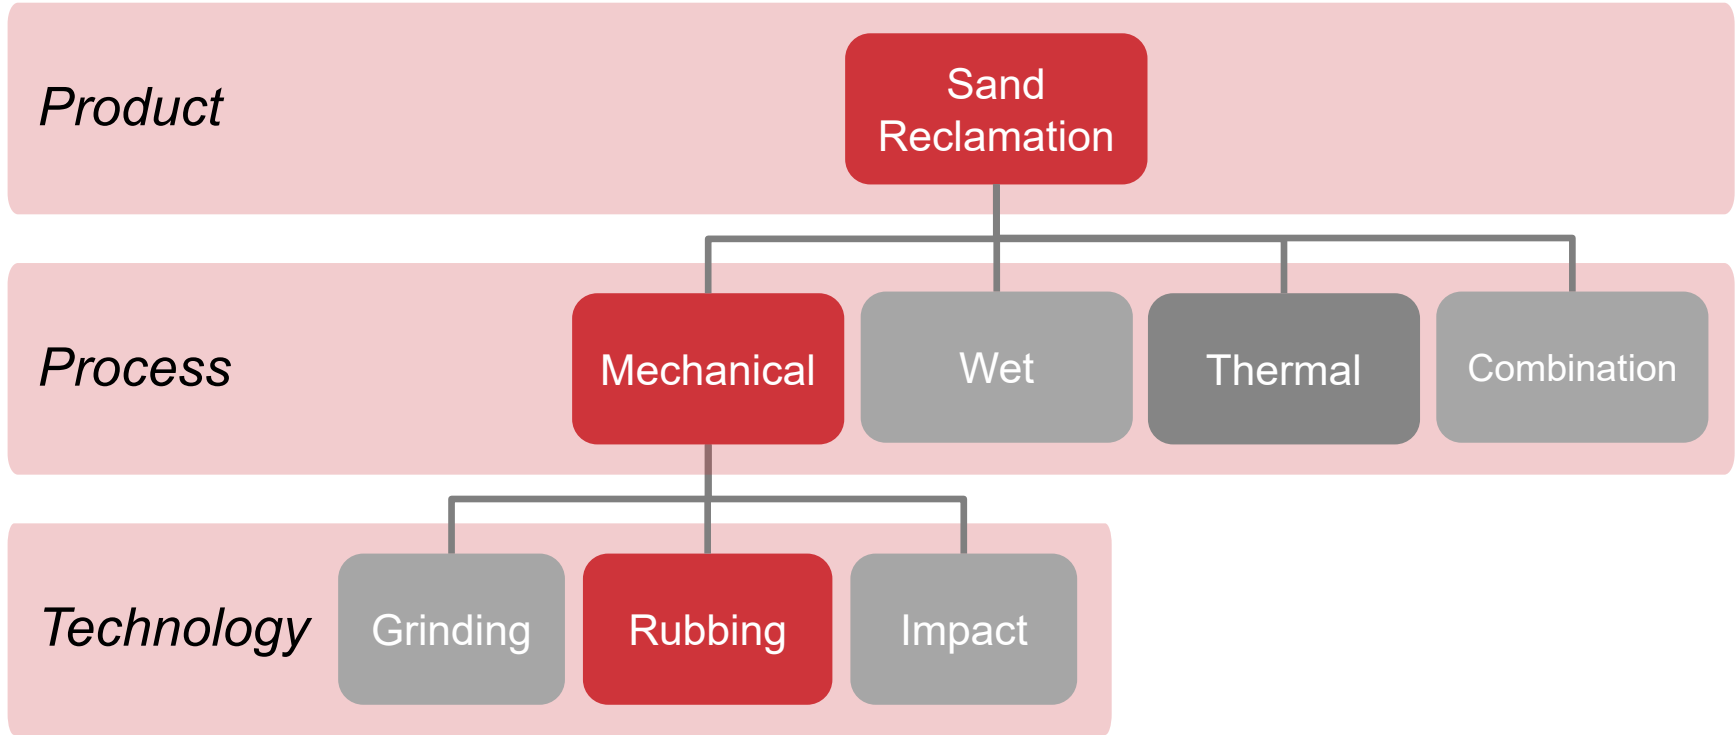 Product
Sand
Reclamation
Process
Mechanical
Wet
Thermal
Combination
Technology
Grinding
Rubbing
Impact